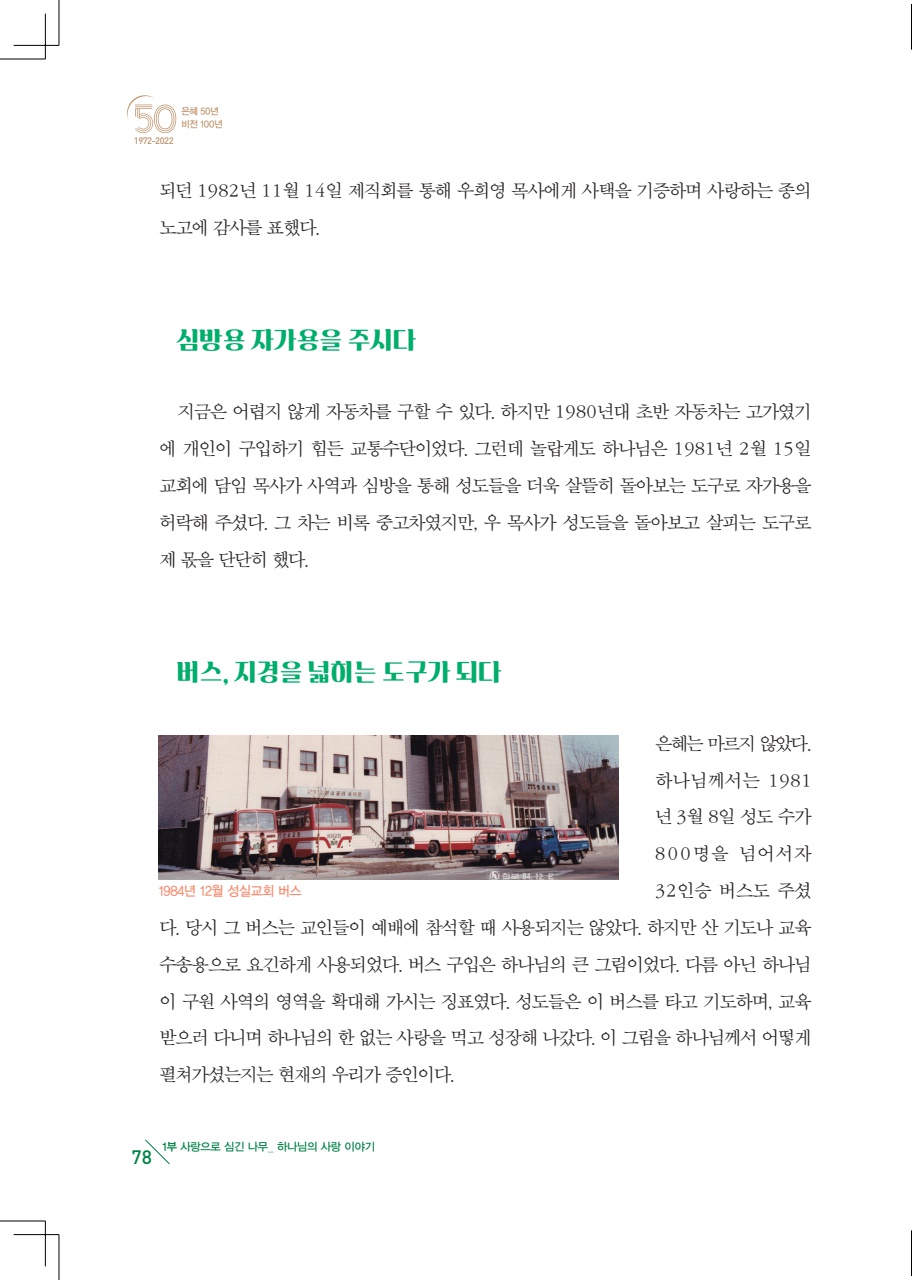 50
은혜 50년
비전 100년
1972-2022
되던 1982년 11월 14일 제직회를 통해 우희영 목사에게 사택을 기증하며 사랑하는 종의
노고에 감사를 표했다.
심방용 자가용을 주시다
지금은 어렵지 않게 자동차를 구할 수 있다. 하지만 1980년대 초반 자동차는 고가였기
에 개인이 구입하기 힘든 교통수단이었다. 그런데 놀랍게도 하나님은 1981년 2월 15일
교회에 담임 목사가 사역과 심방을 통해 성도들을 더욱 살뜰히 돌아보는 도구로 자가용을
허락해 주셨다. 그 차는 비록 중고차였지만, 우 목사가 성도들을 돌아보고 살피는 도구로
제 몫을 단단히 했다.
버스, 지경을 넓히는 도구가 되다
은혜는 마르지 않았다.
하나님께서는 1981
년 3월 8일 성도 수가
800명을 넘어서자
32인승 버스도 주셨
84. 12.
1984년 12월 성실교회 버스
다. 당시 그 버스는 교인들이 예배에 참석할 때 사용되지는 않았다. 하지만 산 기도나 교육
수송용으로 요긴하게 사용되었다. 버스 구입은 하나님의 큰 그림이었다. 다름 아닌 하나님
이 구원 사역의 영역을 확대해 가시는 징표였다. 성도들은 이 버스를 타고 기도하며, 교육
받으러 다니며 하나님의 한 없는 사랑을 먹고 성장해 나갔다. 이 그림을 하나님께서 어떻게
펼쳐가셨는지는 현재의 우리가 증인이다.
78
1부 사랑으로 심긴 나무_ 하나님의 사랑 이야기